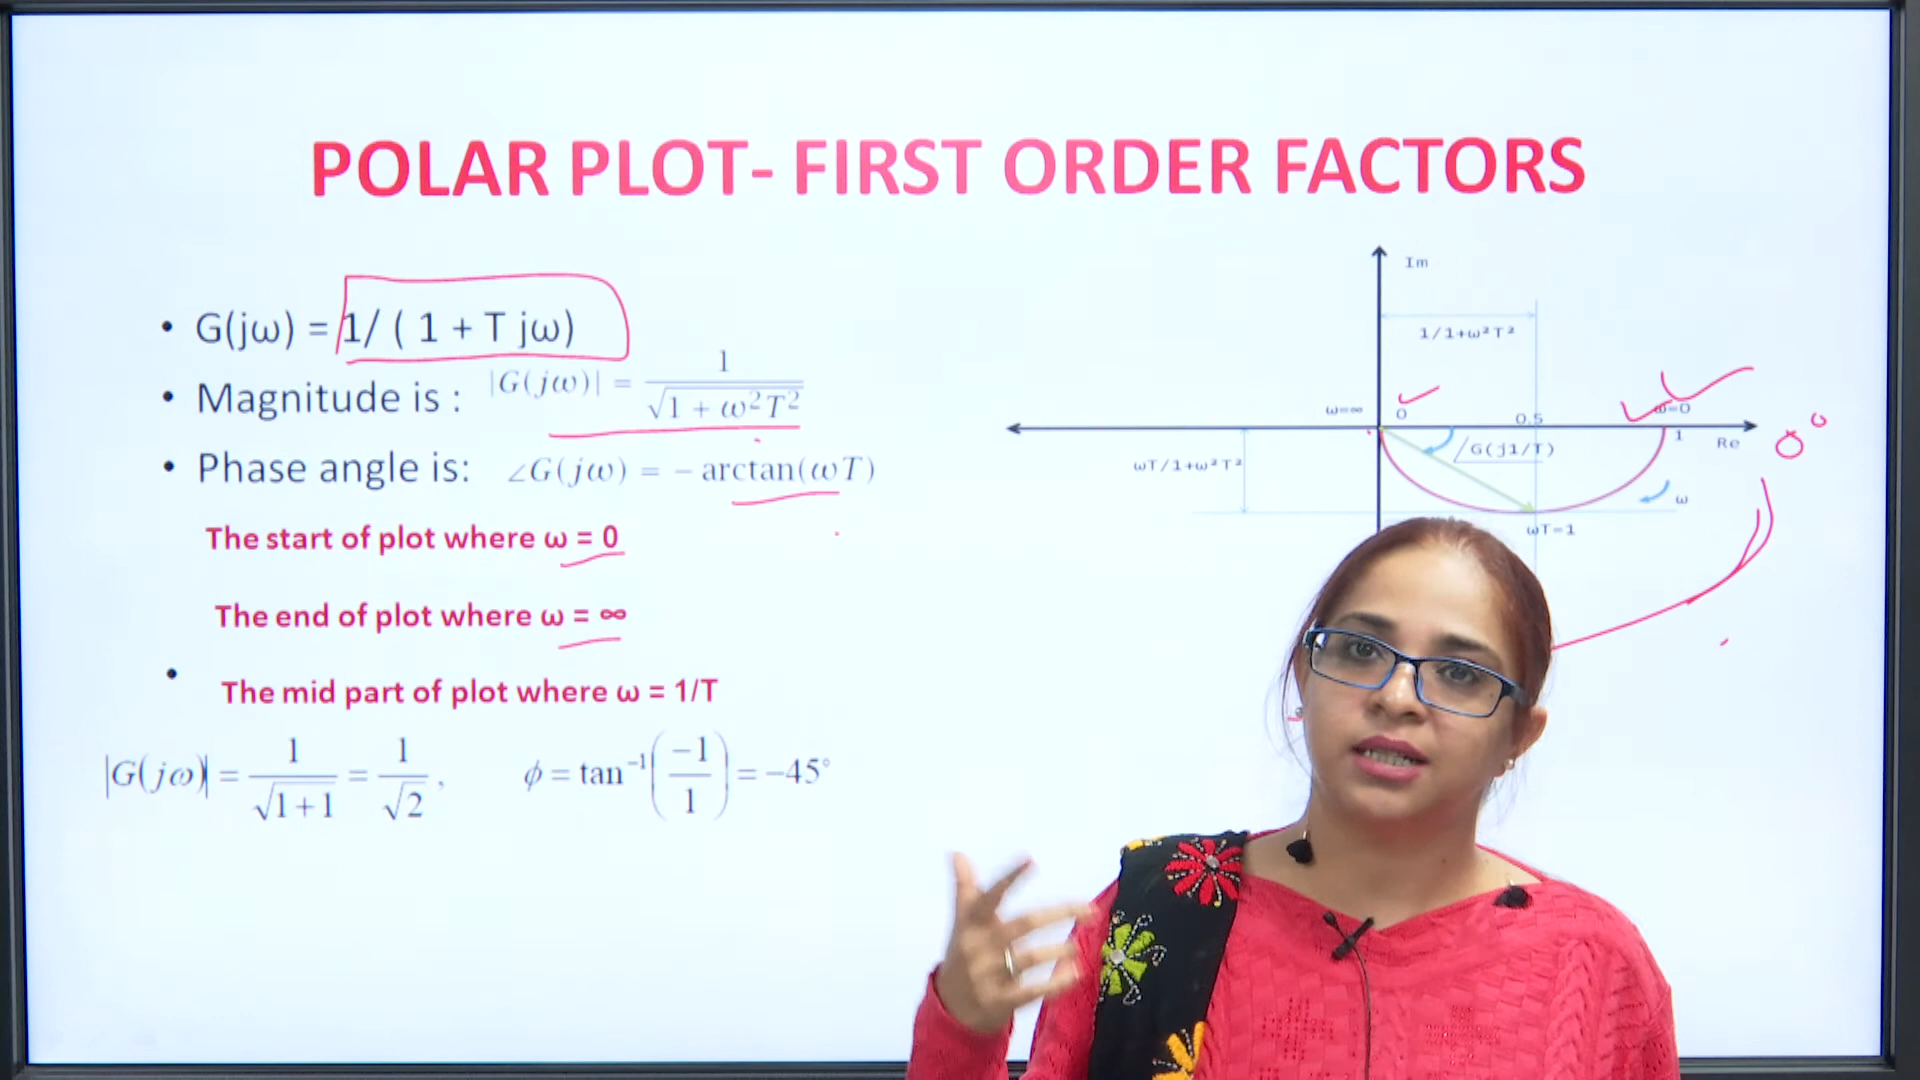 POLAR PLOT- FIRST ORDER FACTORS
• G(jω) = 1/ ( 1 + T jω)
• Magnitude is : |G(jω)| = 1 / √(1 + ω²T²)
• Phase angle is: ∠G(jω) = − arctan(ωT)
The start of plot where ω = 0
The end of plot where ω = ∞
• The mid part of plot where ω = 1/T
|G(jω)| = 1/√(1+1) = 1/√2 , ϕ = tan⁻¹(−1/1) = −45°
Im
1/1+ω²T²
ω=∞ 0 0.5 ω=0
1 Re 0°
/G(j1/T)
ωT/1+ω²T²
ω
ωT=1